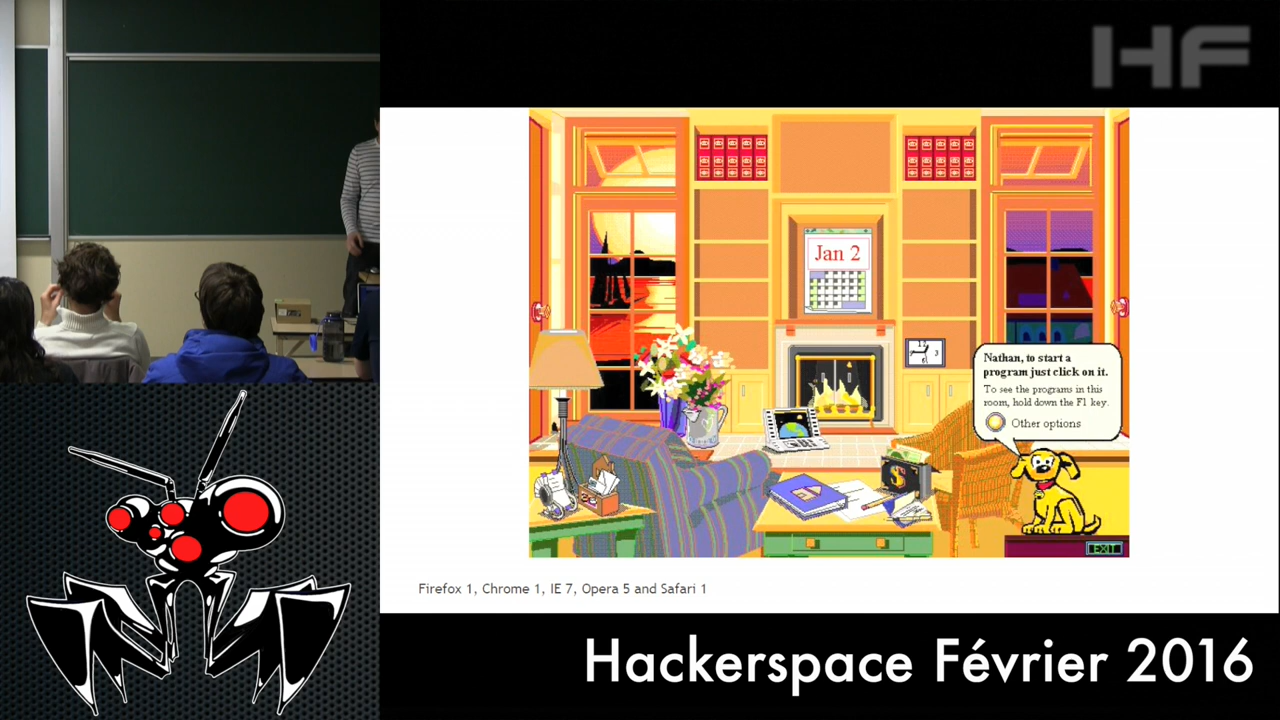 HF
Jan 2
Nathan, to start a
program just click on it.
To see the programs in this
room, hold down the F1 key.
Other options
EXIT
Firefox 1, Chrome 1, IE 7, Opera 5 and Safari 1
Hackerspace Février 2016